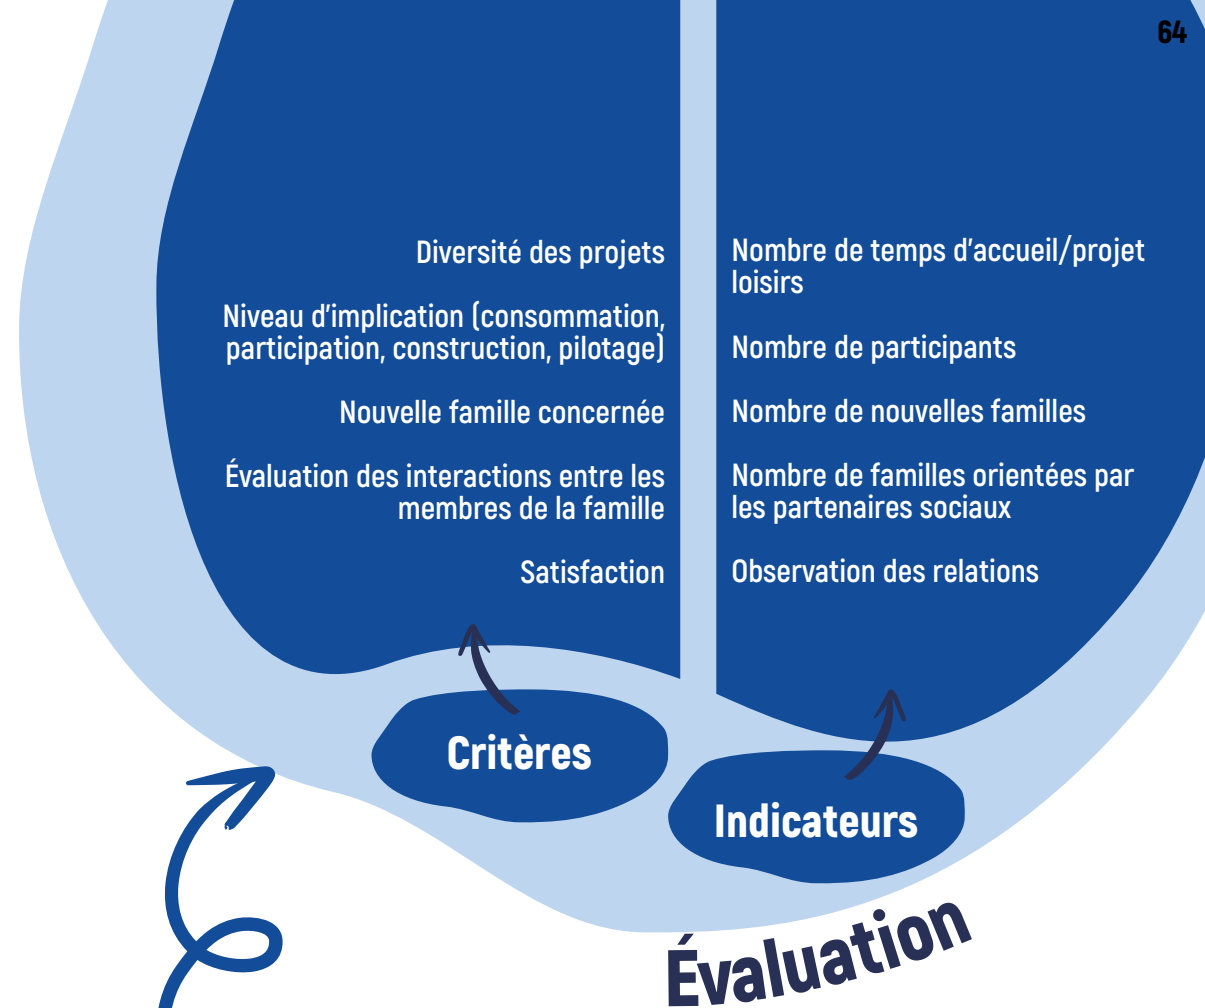 64
Diversité des projets
Niveau d'implication (consommation,
participation, construction, pilotage)
Nouvelle famille concernée
Évaluation des interactions entre les
membres de la famille
Satisfaction
Nombre de temps d'accueil/projet
loisirs
Nombre de participants
Nombre de nouvelles familles
Nombre de familles orientées par
les partenaires sociaux
Observation des relations
Critères
Indicateurs
Évaluation